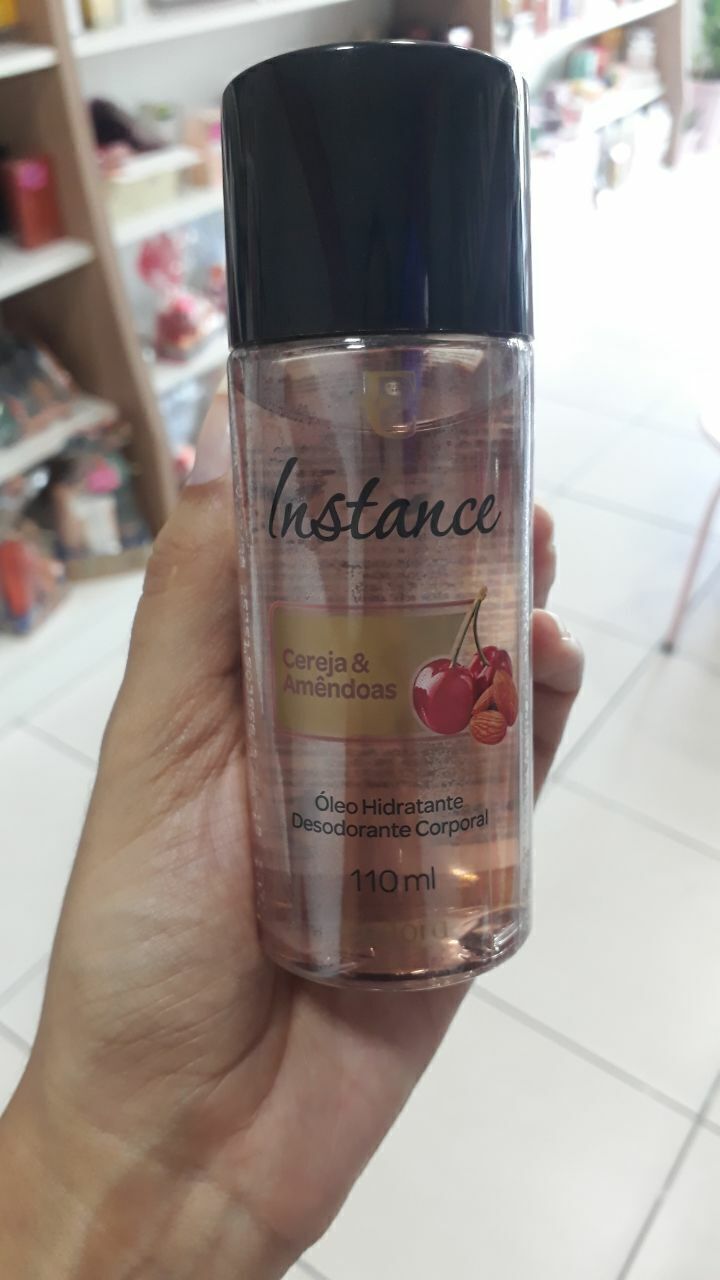 Instance
Cereja &
Amêndoas
Óleo Hidratante
Desodorante Corporal
110 ml